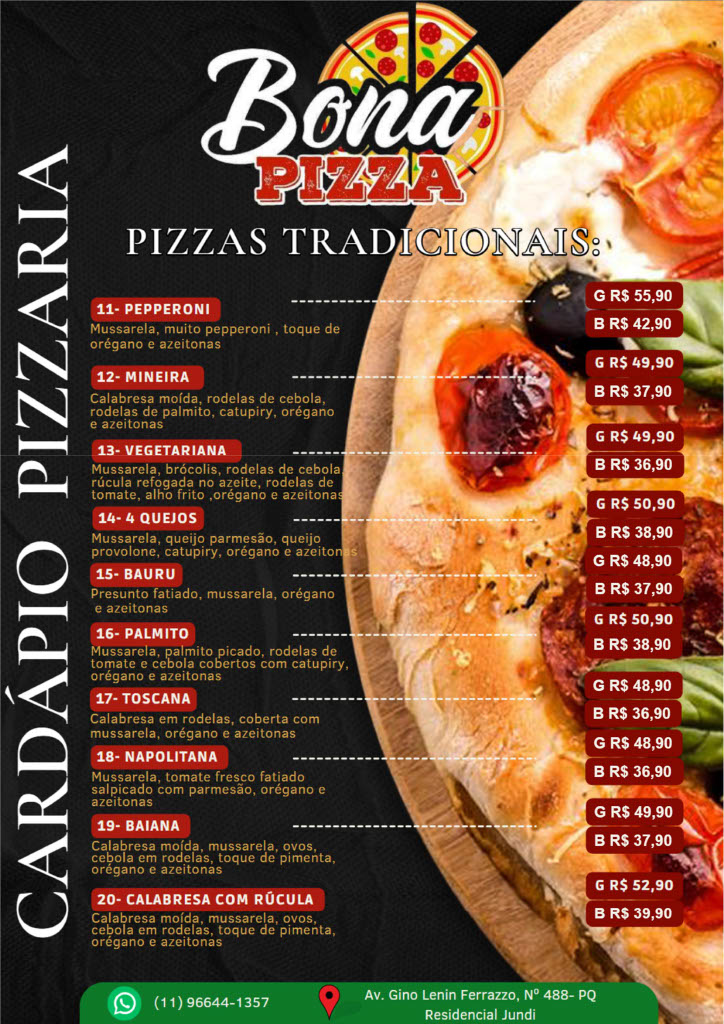 Bona
PIZZA
PIZZAS TRADICIONAIS:
CARDÁPIO PIZZARIA
11- PEPPERONI
G R$ 55,90
Mussarela, muito pepperoni , toque de
orégano e azeitonas
B R$ 42,90
12- MINEIRA
G R$ 49,90
Calabresa moída, rodelas de cebola,
rodelas de palmito, catupiry, orégano
e azeitonas
B R$ 37,90
13- VEGETARIANA
G R$ 49,90
Mussarela, brócolis, rodelas de cebola,
rúcula refogada no azeite, rodelas de
tomate, alho frito ,orégano e azeitonas
B R$ 36,90
14- 4 QUEJOS
G R$ 50,90
Mussarela, queijo parmesão, queijo
provolone, catupiry, orégano e azeitonas
B R$ 38,90
15- BAURU
G R$ 48,90
Presunto fatiado, mussarela, orégano
e azeitonas
B R$ 37,90
16- PALMITO
G R$ 50,90
Mussarela, palmito picado, rodelas de
tomate e cebola cobertos com catupiry,
orégano e azeitonas
B R$ 38,90
17- TOSCANA
G R$ 48,90
Calabresa em rodelas, coberta com
mussarela, orégano e azeitonas
B R$ 36,90
18- NAPOLITANA
G R$ 48,90
Mussarela, tomate fresco fatiado
salpicado com parmesão, orégano e
azeitonas
B R$ 36,90
19- BAIANA
G R$ 49,90
Calabresa moída, mussarela, ovos,
cebola em rodelas, toque de pimenta,
orégano e azeitonas
B R$ 37,90
20- CALABRESA COM RÚCULA
G R$ 52,90
Calabresa moída, mussarela, ovos,
cebola em rodelas, toque de pimenta,
orégano e azeitonas
B R$ 39,90
(11) 96644-1357
Av. Gino Lenin Ferrazzo, Nº 488- PQ
Residencial Jundi